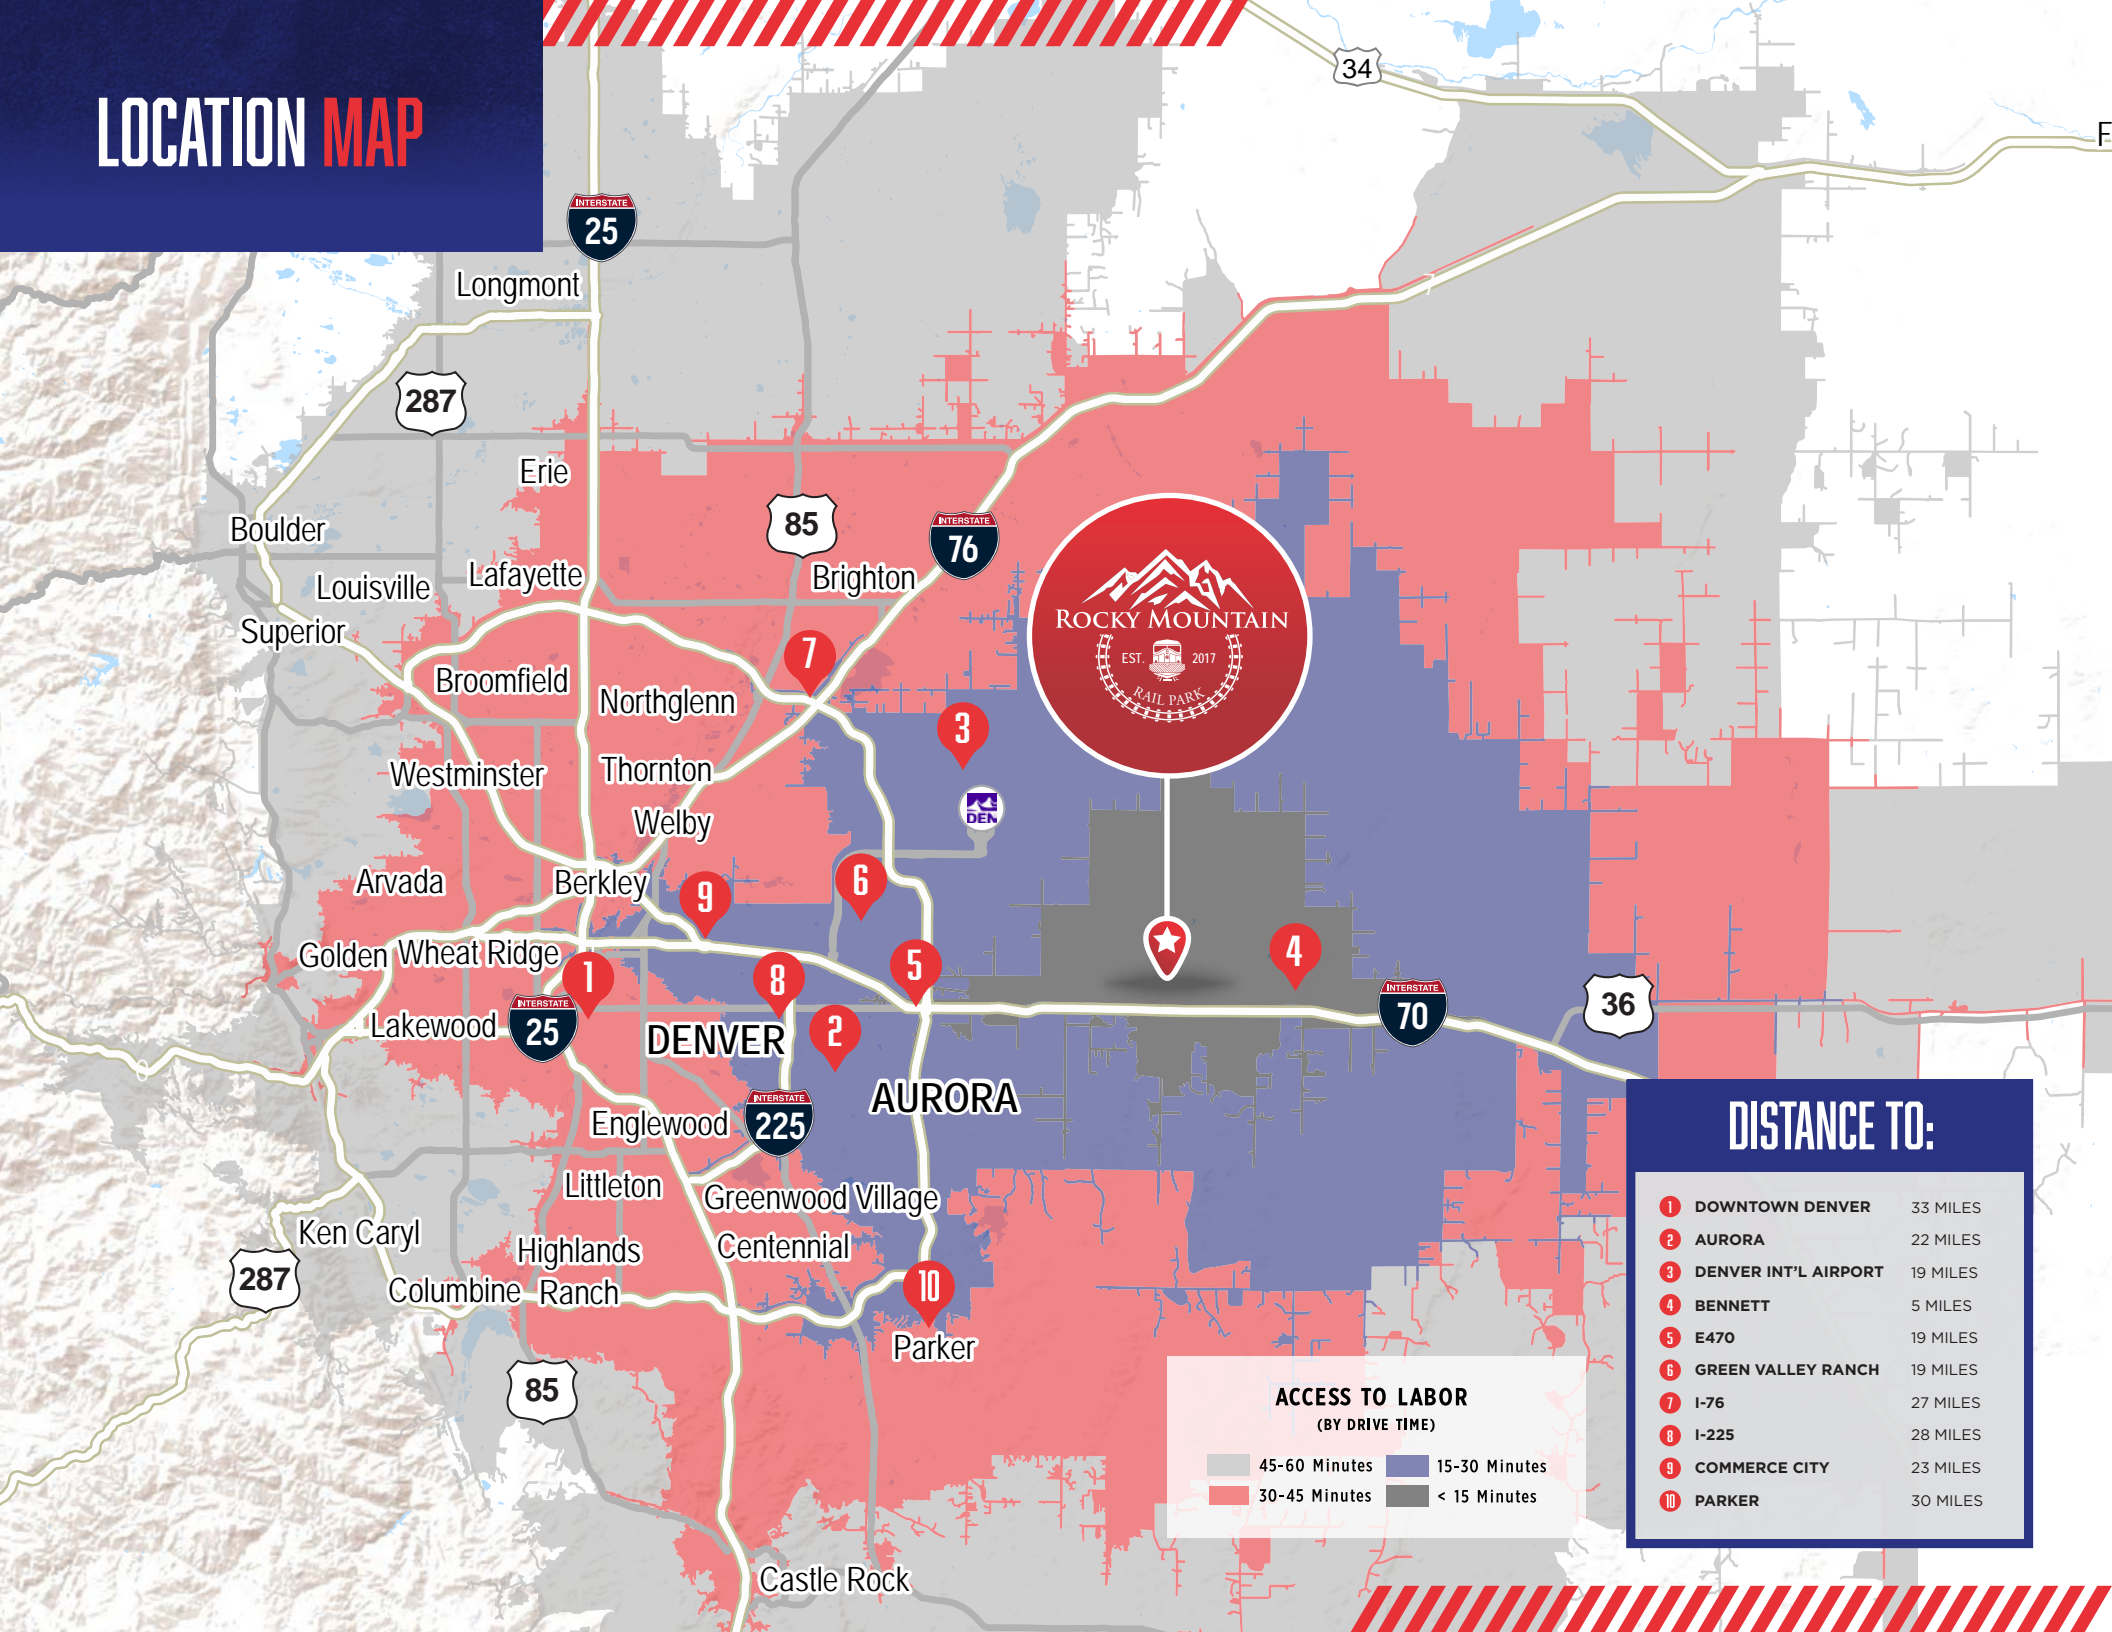 LOCATION MAP
34
F
INTERSTATE
25
Longmont
7
287
Erie
85
INTERSTATE
76
Boulder
Louisville
Lafayette
Brighton
Superior
ROCKY MOUNTAIN
EST. 2017
RAIL PARK
7
Broomfield
Northglenn
3
Westminster
Thornton
DEN
Welby
Arvada
Berkley
9
6
Golden
Wheat Ridge
1
8
5
4
INTERSTATE
25
Lakewood
DENVER
2
INTERSTATE
70
36
AURORA
Englewood
INTERSTATE
225
Littleton
Greenwood Village
Ken Caryl
Highlands
Ranch
Centennial
287
Columbine
10
Parker
85
Castle Rock
ACCESS TO LABOR
(BY DRIVE TIME)
45-60 Minutes
15-30 Minutes
30-45 Minutes
< 15 Minutes
DISTANCE TO:
1 DOWNTOWN DENVER 33 MILES
2 AURORA 22 MILES
3 DENVER INT'L AIRPORT 19 MILES
4 BENNETT 5 MILES
5 E470 19 MILES
6 GREEN VALLEY RANCH 19 MILES
7 I-76 27 MILES
8 I-225 28 MILES
9 COMMERCE CITY 23 MILES
10 PARKER 30 MILES